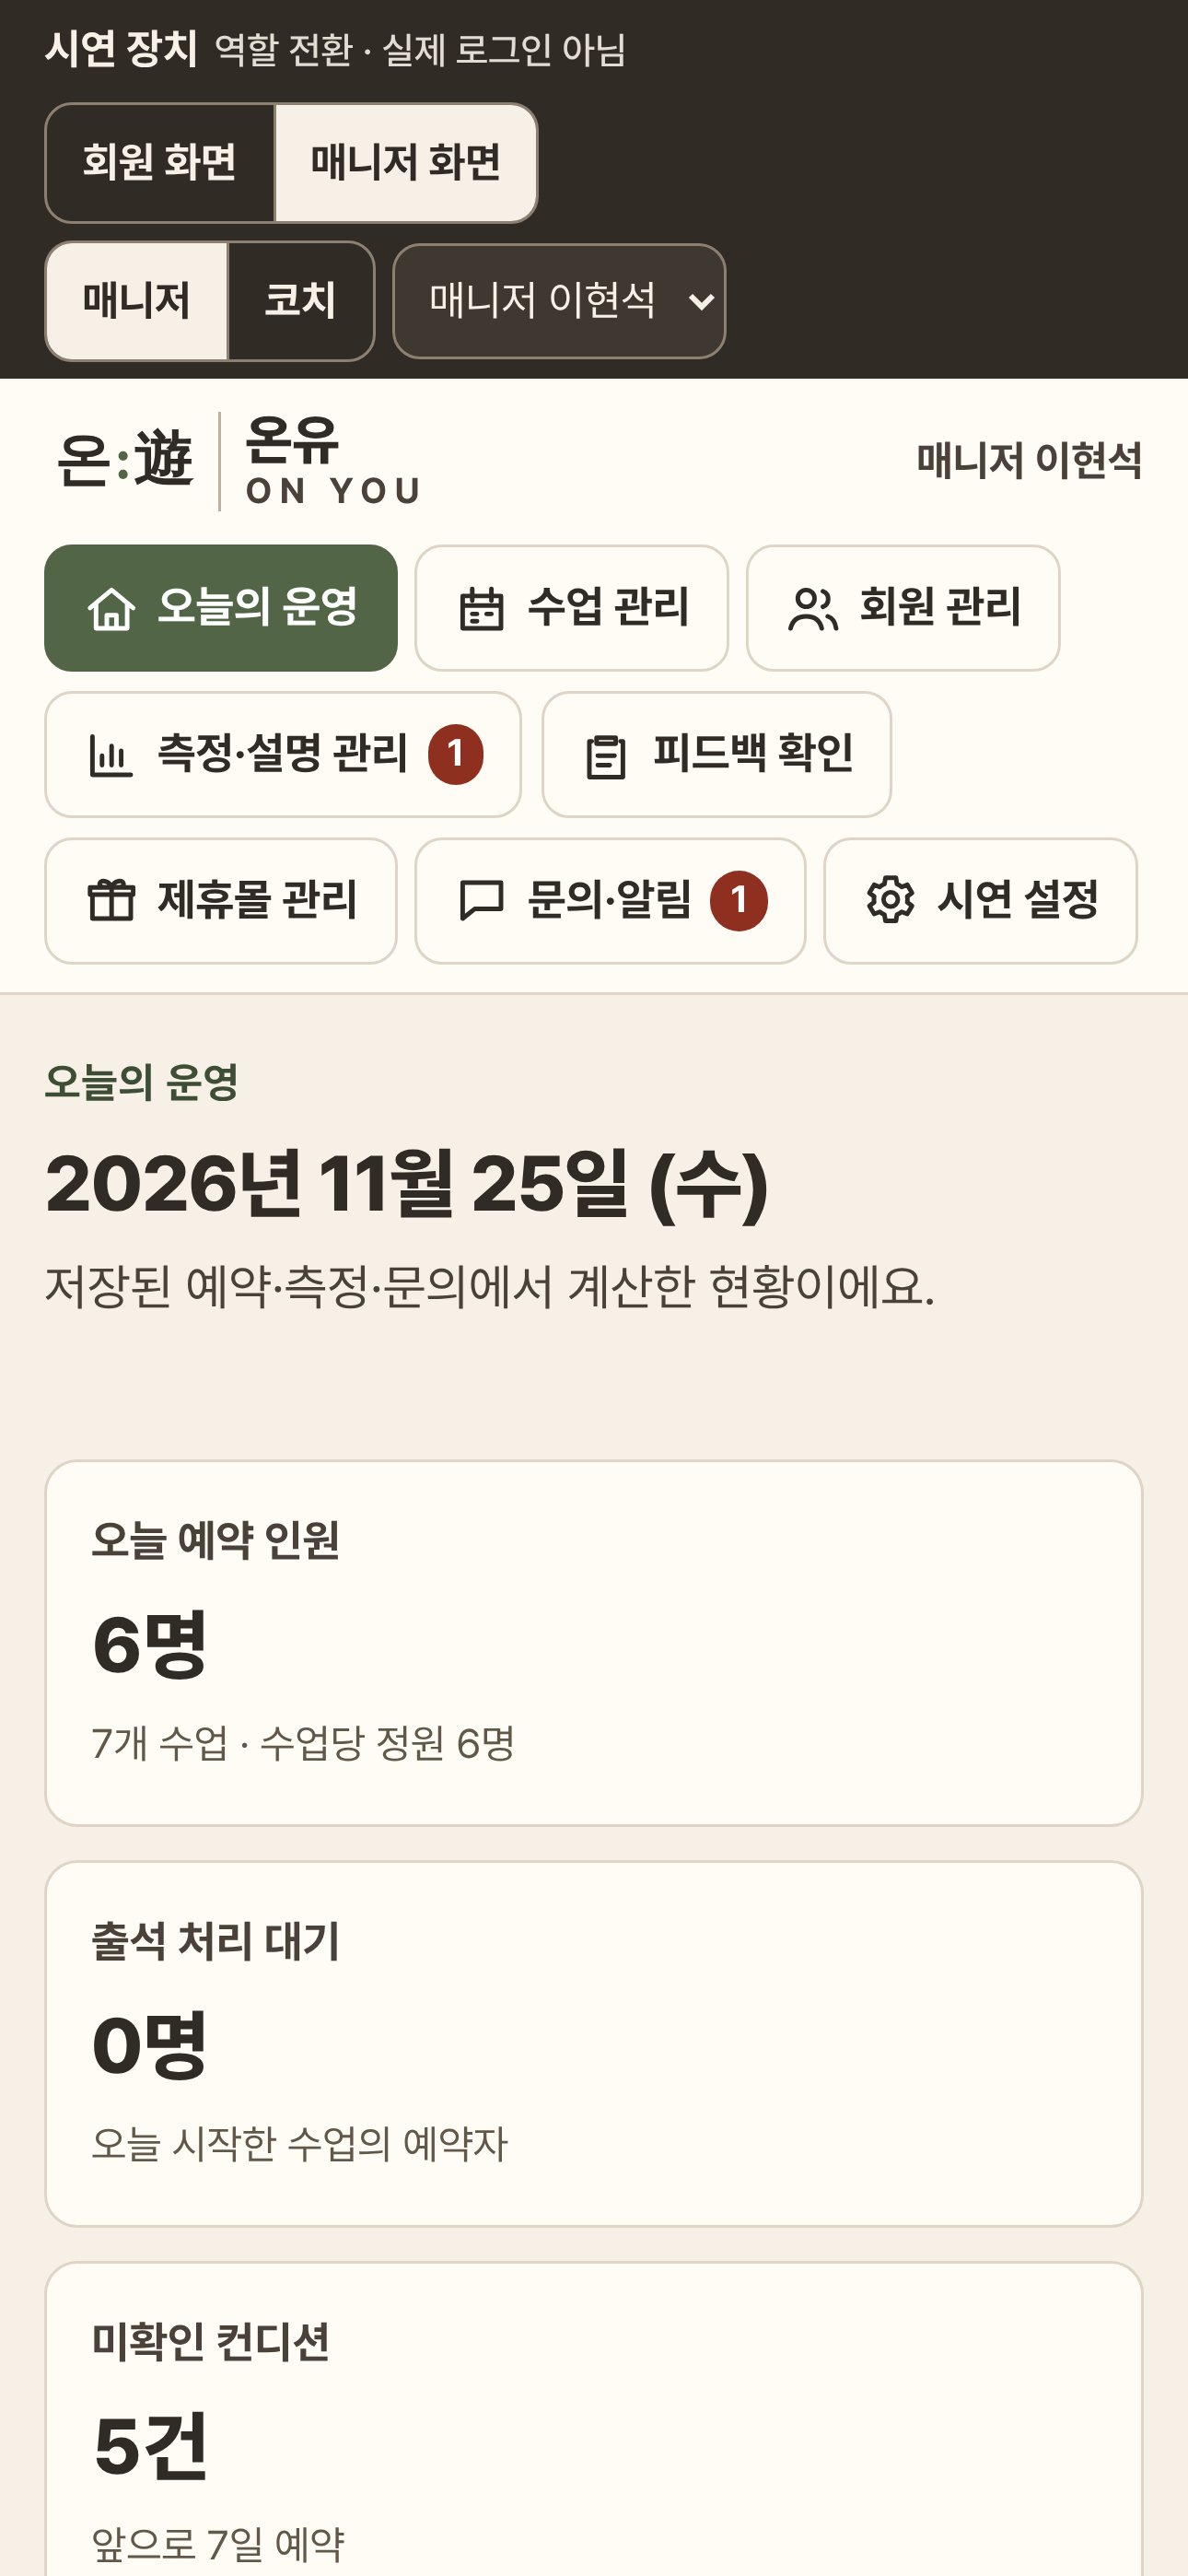 시연 장치 역할 전환 · 실제 로그인 아님
회원 화면 매니저 화면
매니저 코치 매니저 이현석
온:遊 온유
ON YOU
매니저 이현석
오늘의 운영 수업 관리 회원 관리
측정·설명 관리 1 피드백 확인
제휴몰 관리 문의·알림 1 시연 설정
오늘의 운영
2026년 11월 25일 (수)
저장된 예약·측정·문의에서 계산한 현황이에요.
오늘 예약 인원
6명
7개 수업 · 수업당 정원 6명
출석 처리 대기
0명
오늘 시작한 수업의 예약자
미확인 컨디션
5건
앞으로 7일 예약